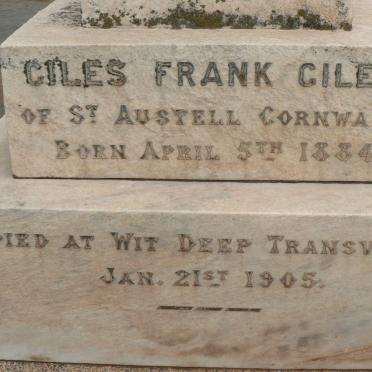 GILES FRANK GILE
OF ST AUSTELL CORNWA
BORN APRIL 5TH 1884
DIED AT WIT DEEP TRANSV
JAN. 21ST 1905.